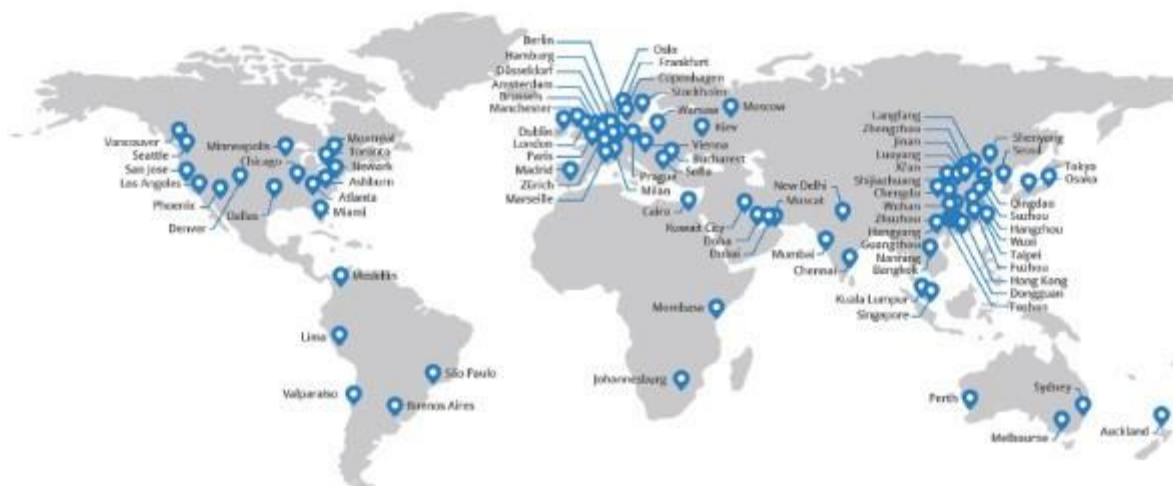 Vancouver
Seattle
San Jose
Los Angeles
Phoenix
Denver
Minneapolis
Chicago
Dallas
Montréal
Toronto
Newark
Ashburn
Atlanta
Miami
Medellín
Lima
Valparaiso
São Paulo
Buenos Aires
Berlin
Hamburg
Düsseldorf
Amsterdam
Brussels
Manchester
Dublin
London
Paris
Madrid
Zürich
Marseille
Oslo
Frankfurt
Copenhagen
Stockholm
Warsaw
Moscow
Kiev
Vienna
Bucharest
Sofia
Prague
Milan
Cairo
Kuwait City
Doha
Dubai
Muscat
New Delhi
Mumbai
Chennai
Mombasa
Johannesburg
Langfang
Zhengzhou
Jinan
Luoyang
Xi'an
Shijiazhuang
Chengdu
Wuhan
Zhuzhou
Hengyang
Guangzhou
Nanning
Bangkok
Kuala Lumpur
Singapore
Shenyang
Seoul
Tokyo
Osaka
Qingdao
Suzhou
Hangzhou
Wuxi
Taipei
Fuzhou
Hong Kong
Dongguan
Foshan
Perth
Sydney
Melbourne
Auckland